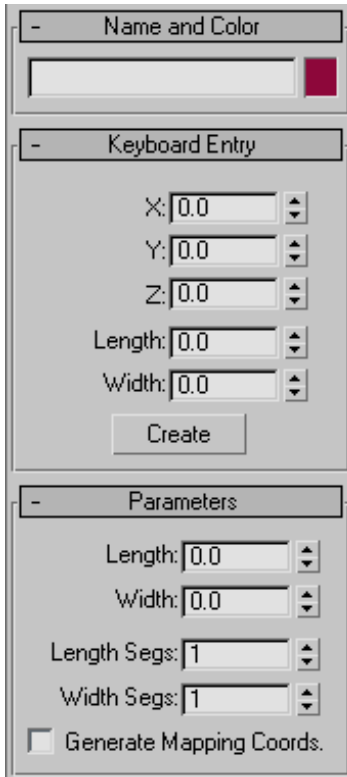 - Name and Color
- Keyboard Entry
X: 0.0
Y: 0.0
Z: 0.0
Length: 0.0
Width: 0.0
Create
- Parameters
Length: 0.0
Width: 0.0
Length Segs: 1
Width Segs: 1
Generate Mapping Coords.